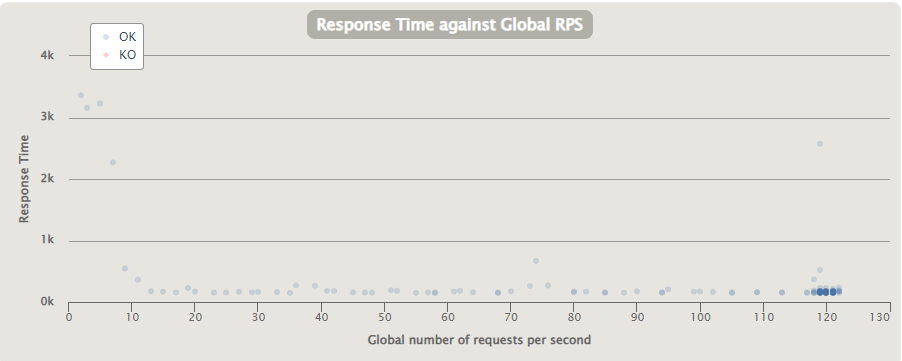 Response Time against Global RPS
OK
KO
4k
3k
2k
1k
0k
Response Time
0 10 20 30 40 50 60 70 80 90 100 110 120 130
Global number of requests per second